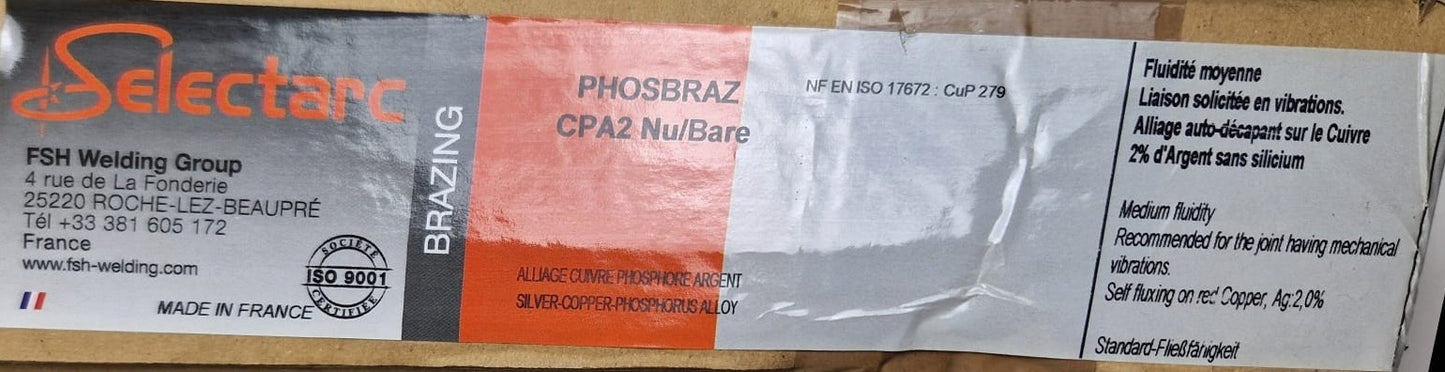 Selectarc
FSH Welding Group
4 rue de La Fonderie
25220 ROCHE-LEZ-BEAUPRÉ
Tél +33 381 605 172
France
www.fsh-welding.com
MADE IN FRANCE
SOCIÉTÉ
ISO 9001
CERTIFIÉE
BRAZING
PHOSBRAZ
CPA2 Nu/Bare
ALLIAGE CUIVRE PHOSPHORE ARGENT
SILVER-COPPER-PHOSPHORUS ALLOY
NF EN ISO 17672 : CuP 279
Fluidité moyenne
Liaison solicitée en vibrations.
Alliage auto-décapant sur le Cuivre
2% d'Argent sans silicium
Medium fluidity
Recommended for the joint having mechanical
vibrations.
Self fluxing on red Copper, Ag:2,0%
Standard-Fließfähigkeit